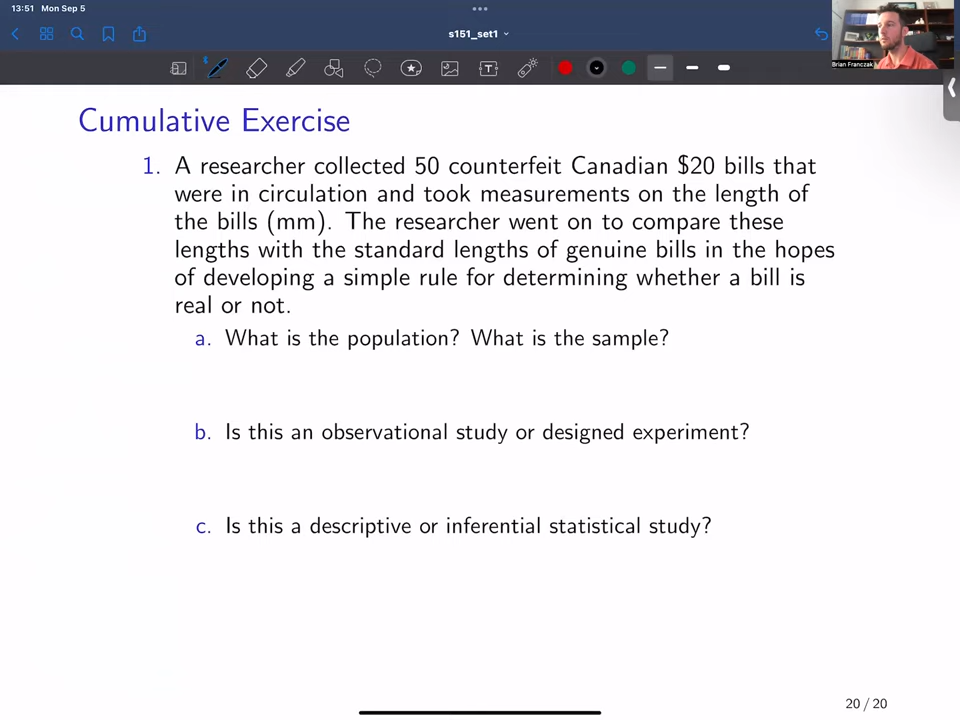 13:51 Mon Sep 5
s151_set1
Brian Franczak
Cumulative Exercise
1. A researcher collected 50 counterfeit Canadian $20 bills that
were in circulation and took measurements on the length of
the bills (mm). The researcher went on to compare these
lengths with the standard lengths of genuine bills in the hopes
of developing a simple rule for determining whether a bill is
real or not.
a. What is the population? What is the sample?
b. Is this an observational study or designed experiment?
c. Is this a descriptive or inferential statistical study?
20 / 20